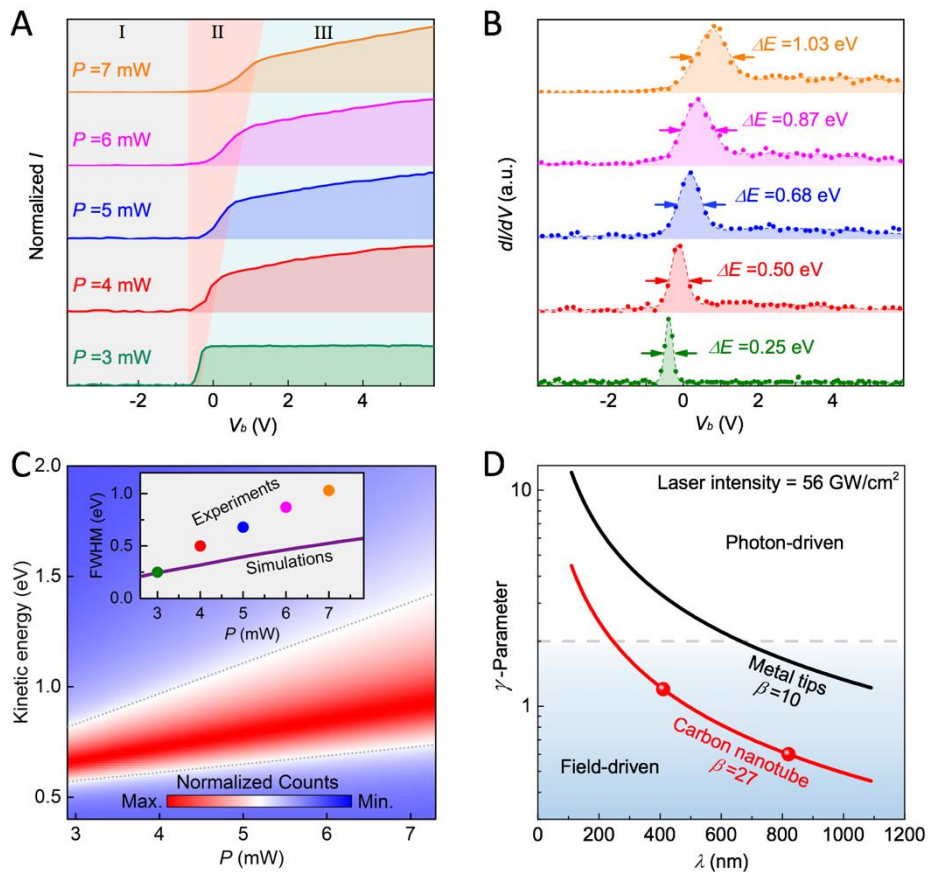 A
I II III
P =7 mW
P =6 mW
P =5 mW
P =4 mW
P =3 mW
Normalized I
-2 0 2 4
V_b (V)
B
ΔE =1.03 eV
ΔE =0.87 eV
ΔE =0.68 eV
ΔE =0.50 eV
ΔE =0.25 eV
dI/dV (a.u.)
-2 0 2 4
V_b (V)
C
2.0
1.5
1.0
0.5
Kinetic energy (eV)
1.0
0.5
0.0
FWHM (eV)
Experiments
Simulations
3 4 5 6 7
P (mW)
Normalized Counts
Max. Min.
3 4 5 6 7
P (mW)
D
Laser intensity = 56 GW/cm²
10
1
γ-Parameter
Photon-driven
Metal tips
β=10
Carbon nanotube
β=27
Field-driven
0 200 400 600 800 1000 1200
λ (nm)